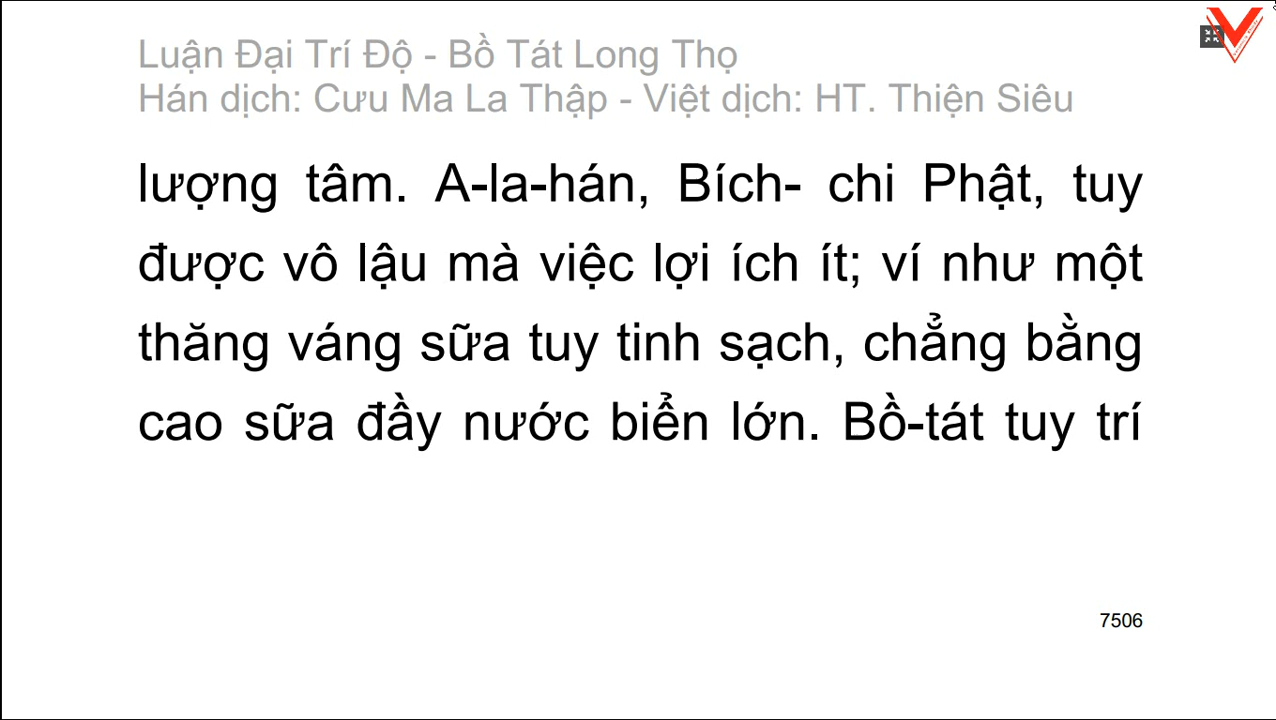 Luận Đại Trí Độ - Bồ Tát Long Thọ
Hán dịch: Cưu Ma La Thập - Việt dịch: HT. Thiện Siêu
lượng tâm. A-la-hán, Bích- chi Phật, tuy
được vô lậu mà việc lợi ích ít; ví như một
thăng váng sữa tuy tinh sạch, chẳng bằng
cao sữa đầy nước biển lớn. Bồ-tát tuy trí
7506